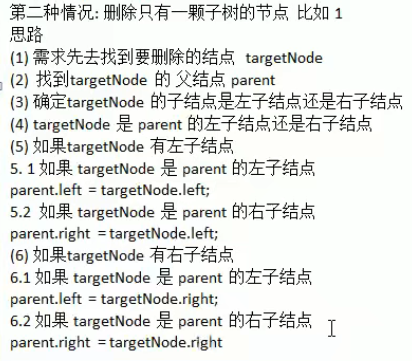 第二种情况: 删除只有一颗子树的节点 比如 1
思路
(1) 需求先去找到要删除的结点 targetNode
(2) 找到targetNode 的 父结点 parent
(3) 确定targetNode 的子结点是左子结点还是右子结点
(4) targetNode 是 parent 的左子结点还是右子结点
(5) 如果targetNode 有左子结点
5. 1 如果 targetNode 是 parent 的左子结点
parent.left = targetNode.left;
5.2 如果 targetNode 是 parent 的右子结点
parent.right = targetNode.left;
(6) 如果targetNode 有右子结点
6.1 如果 targetNode 是 parent 的左子结点
parent.left = targetNode.right;
6.2 如果 targetNode 是 parent 的右子结点
parent.right = targetNode.right